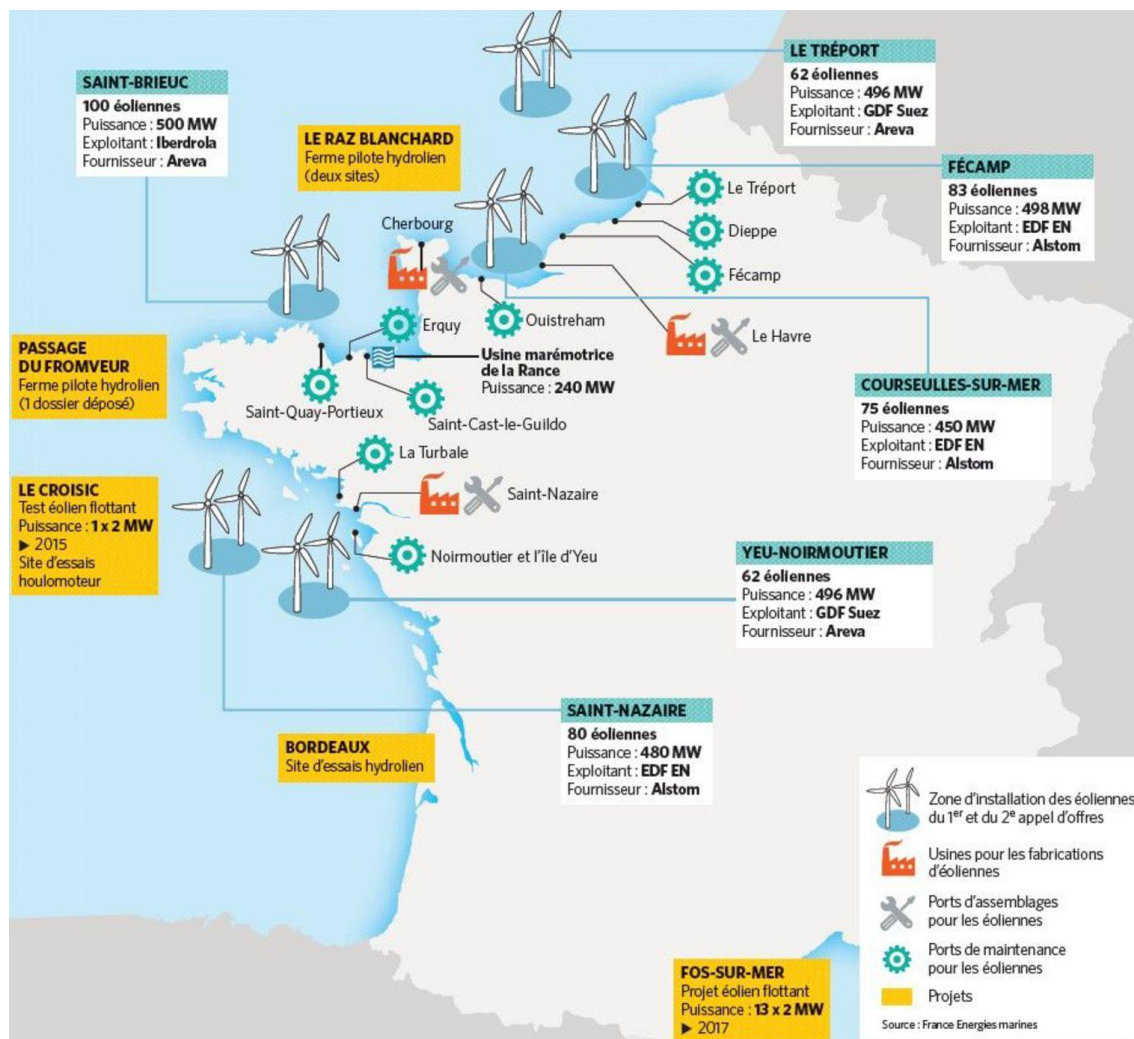 SAINT-BRIEUC
100 éoliennes
Puissance : 500 MW
Exploitant : Iberdrola
Fournisseur : Areva
LE RAZ BLANCHARD
Ferme pilote hydrolien
(deux sites)
LE TRÉPORT
62 éoliennes
Puissance : 496 MW
Exploitant : GDF Suez
Fournisseur : Areva
FÉCAMP
83 éoliennes
Puissance : 498 MW
Exploitant : EDF EN
Fournisseur : Alstom
Le Tréport
Dieppe
Fécamp
Cherbourg
Erquy
Ouistreham
Le Havre
Usine marémotrice
de la Rance
Puissance : 240 MW
Saint-Quay-Portieux
Saint-Cast-le-Guildo
PASSAGE
DU FROMVEUR
Ferme pilote hydrolien
(1 dossier déposé)
COURSEULLES-SUR-MER
75 éoliennes
Puissance : 450 MW
Exploitant : EDF EN
Fournisseur : Alstom
La Turbale
Saint-Nazaire
Noirmoutier et l'île d'Yeu
LE CROISIC
Test éolien flottant
Puissance : 1 x 2 MW
▶ 2015
Site d'essais
houlomoteur
YEU-NOIRMOUTIER
62 éoliennes
Puissance : 496 MW
Exploitant : GDF Suez
Fournisseur : Areva
SAINT-NAZAIRE
80 éoliennes
Puissance : 480 MW
Exploitant : EDF EN
Fournisseur : Alstom
BORDEAUX
Site d'essais hydrolien
FOS-SUR-MER
Projet éolien flottant
Puissance : 13 x 2 MW
▶ 2017
Zone d'installation des éoliennes
du 1er et du 2e appel d'offres
Usines pour les fabrications
d'éoliennes
Ports d'assemblages
pour les éoliennes
Ports de maintenance
pour les éoliennes
Projets
Source : France Energies marines